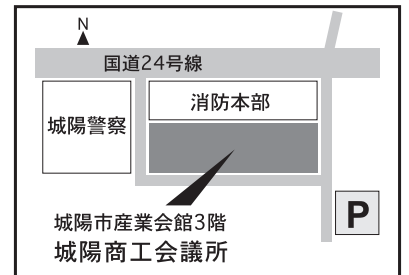 N
国道24号線
消防本部
城陽警察
城陽市産業会館3階
城陽商工会議所
P